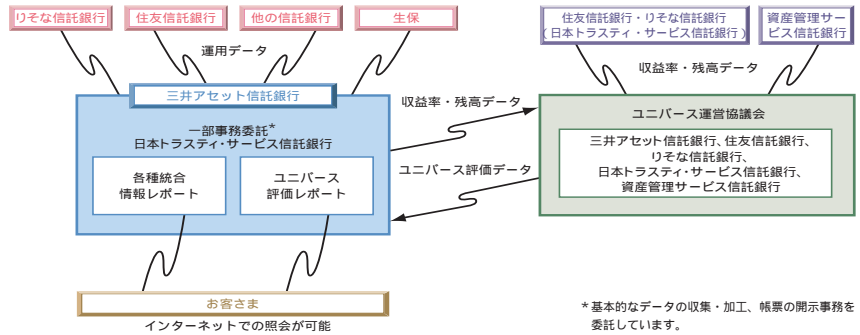 りそな信託銀行
住友信託銀行
他の信託銀行
生保
運用データ
三井アセット信託銀行
一部事務委託*
日本トラスティ・サービス信託銀行
各種統合
情報レポート
ユニバース
評価レポート
お客さま
インターネットでの照会が可能
収益率・残高データ
ユニバース評価データ
住友信託銀行・りそな信託銀行
(日本トラスティ・サービス信託銀行)
資産管理サー
ビス信託銀行
収益率・残高データ
ユニバース運営協議会
三井アセット信託銀行、住友信託銀行、
りそな信託銀行、
日本トラスティ・サービス信託銀行、
資産管理サービス信託銀行
*基本的なデータの収集・加工、帳票の開示事務を
委託しています。